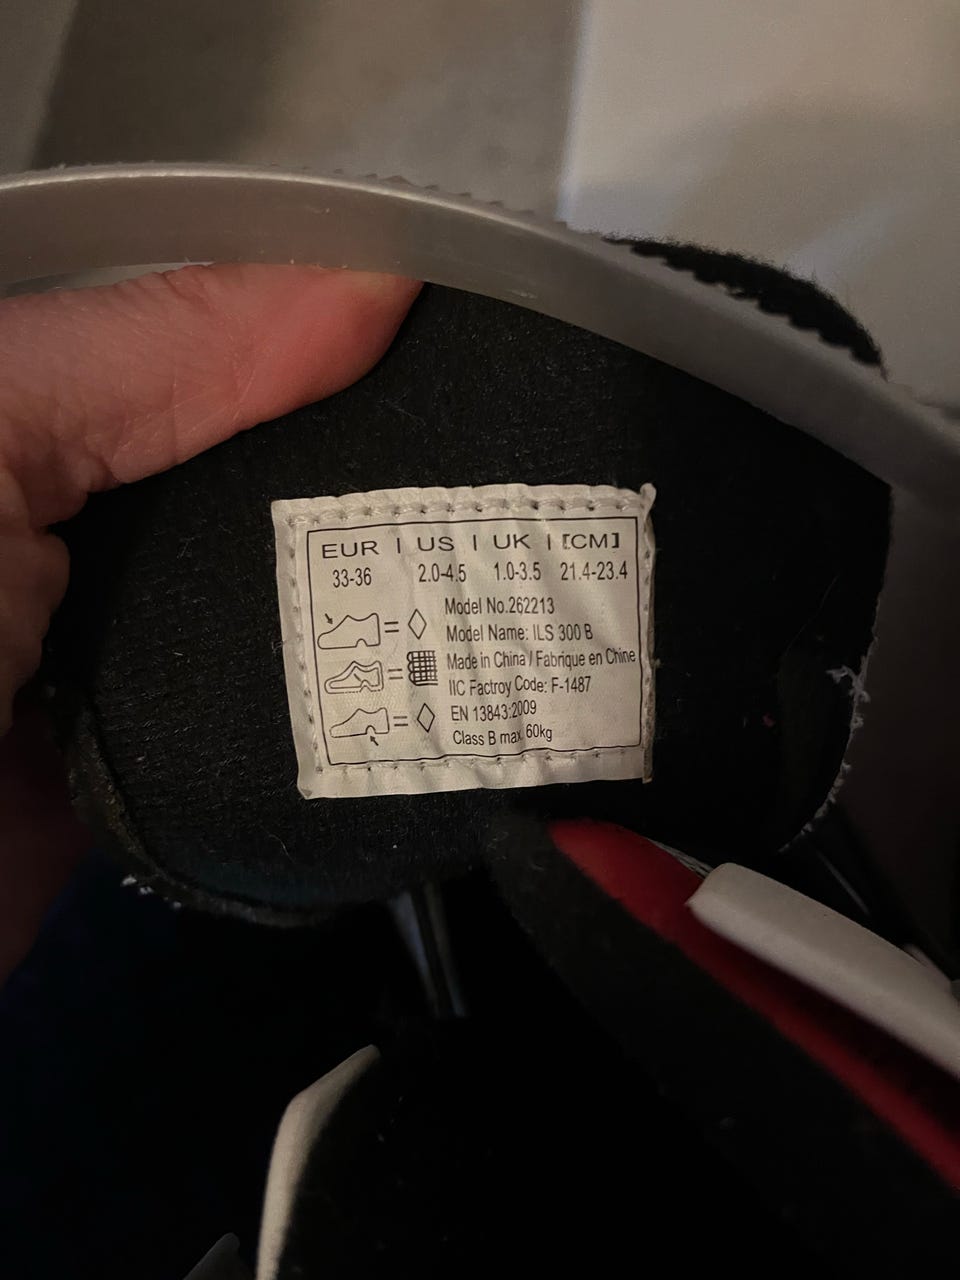 EUR | US | UK | [CM]
33-36 2.0-4.5 1.0-3.5 21.4-23.4
Model No.262213
Model Name: ILS 300 B
Made in China / Fabrique en Chine
IIC Factroy Code: F-1487
EN 13843:2009
Class B max 60kg